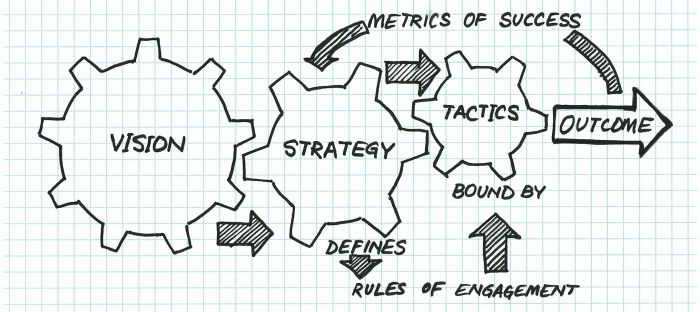 METRICS OF SUCCESS
VISION
STRATEGY
TACTICS
OUTCOME
BOUND BY
DEFINES
RULES OF ENGAGEMENT